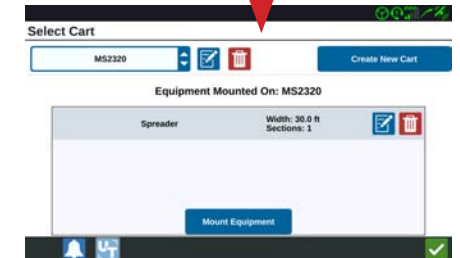 Select Cart
MS2320
Create New Cart
Equipment Mounted On: MS2320
Spreader
Width: 30.0 ft
Sections: 1
Mount Equipment
UT